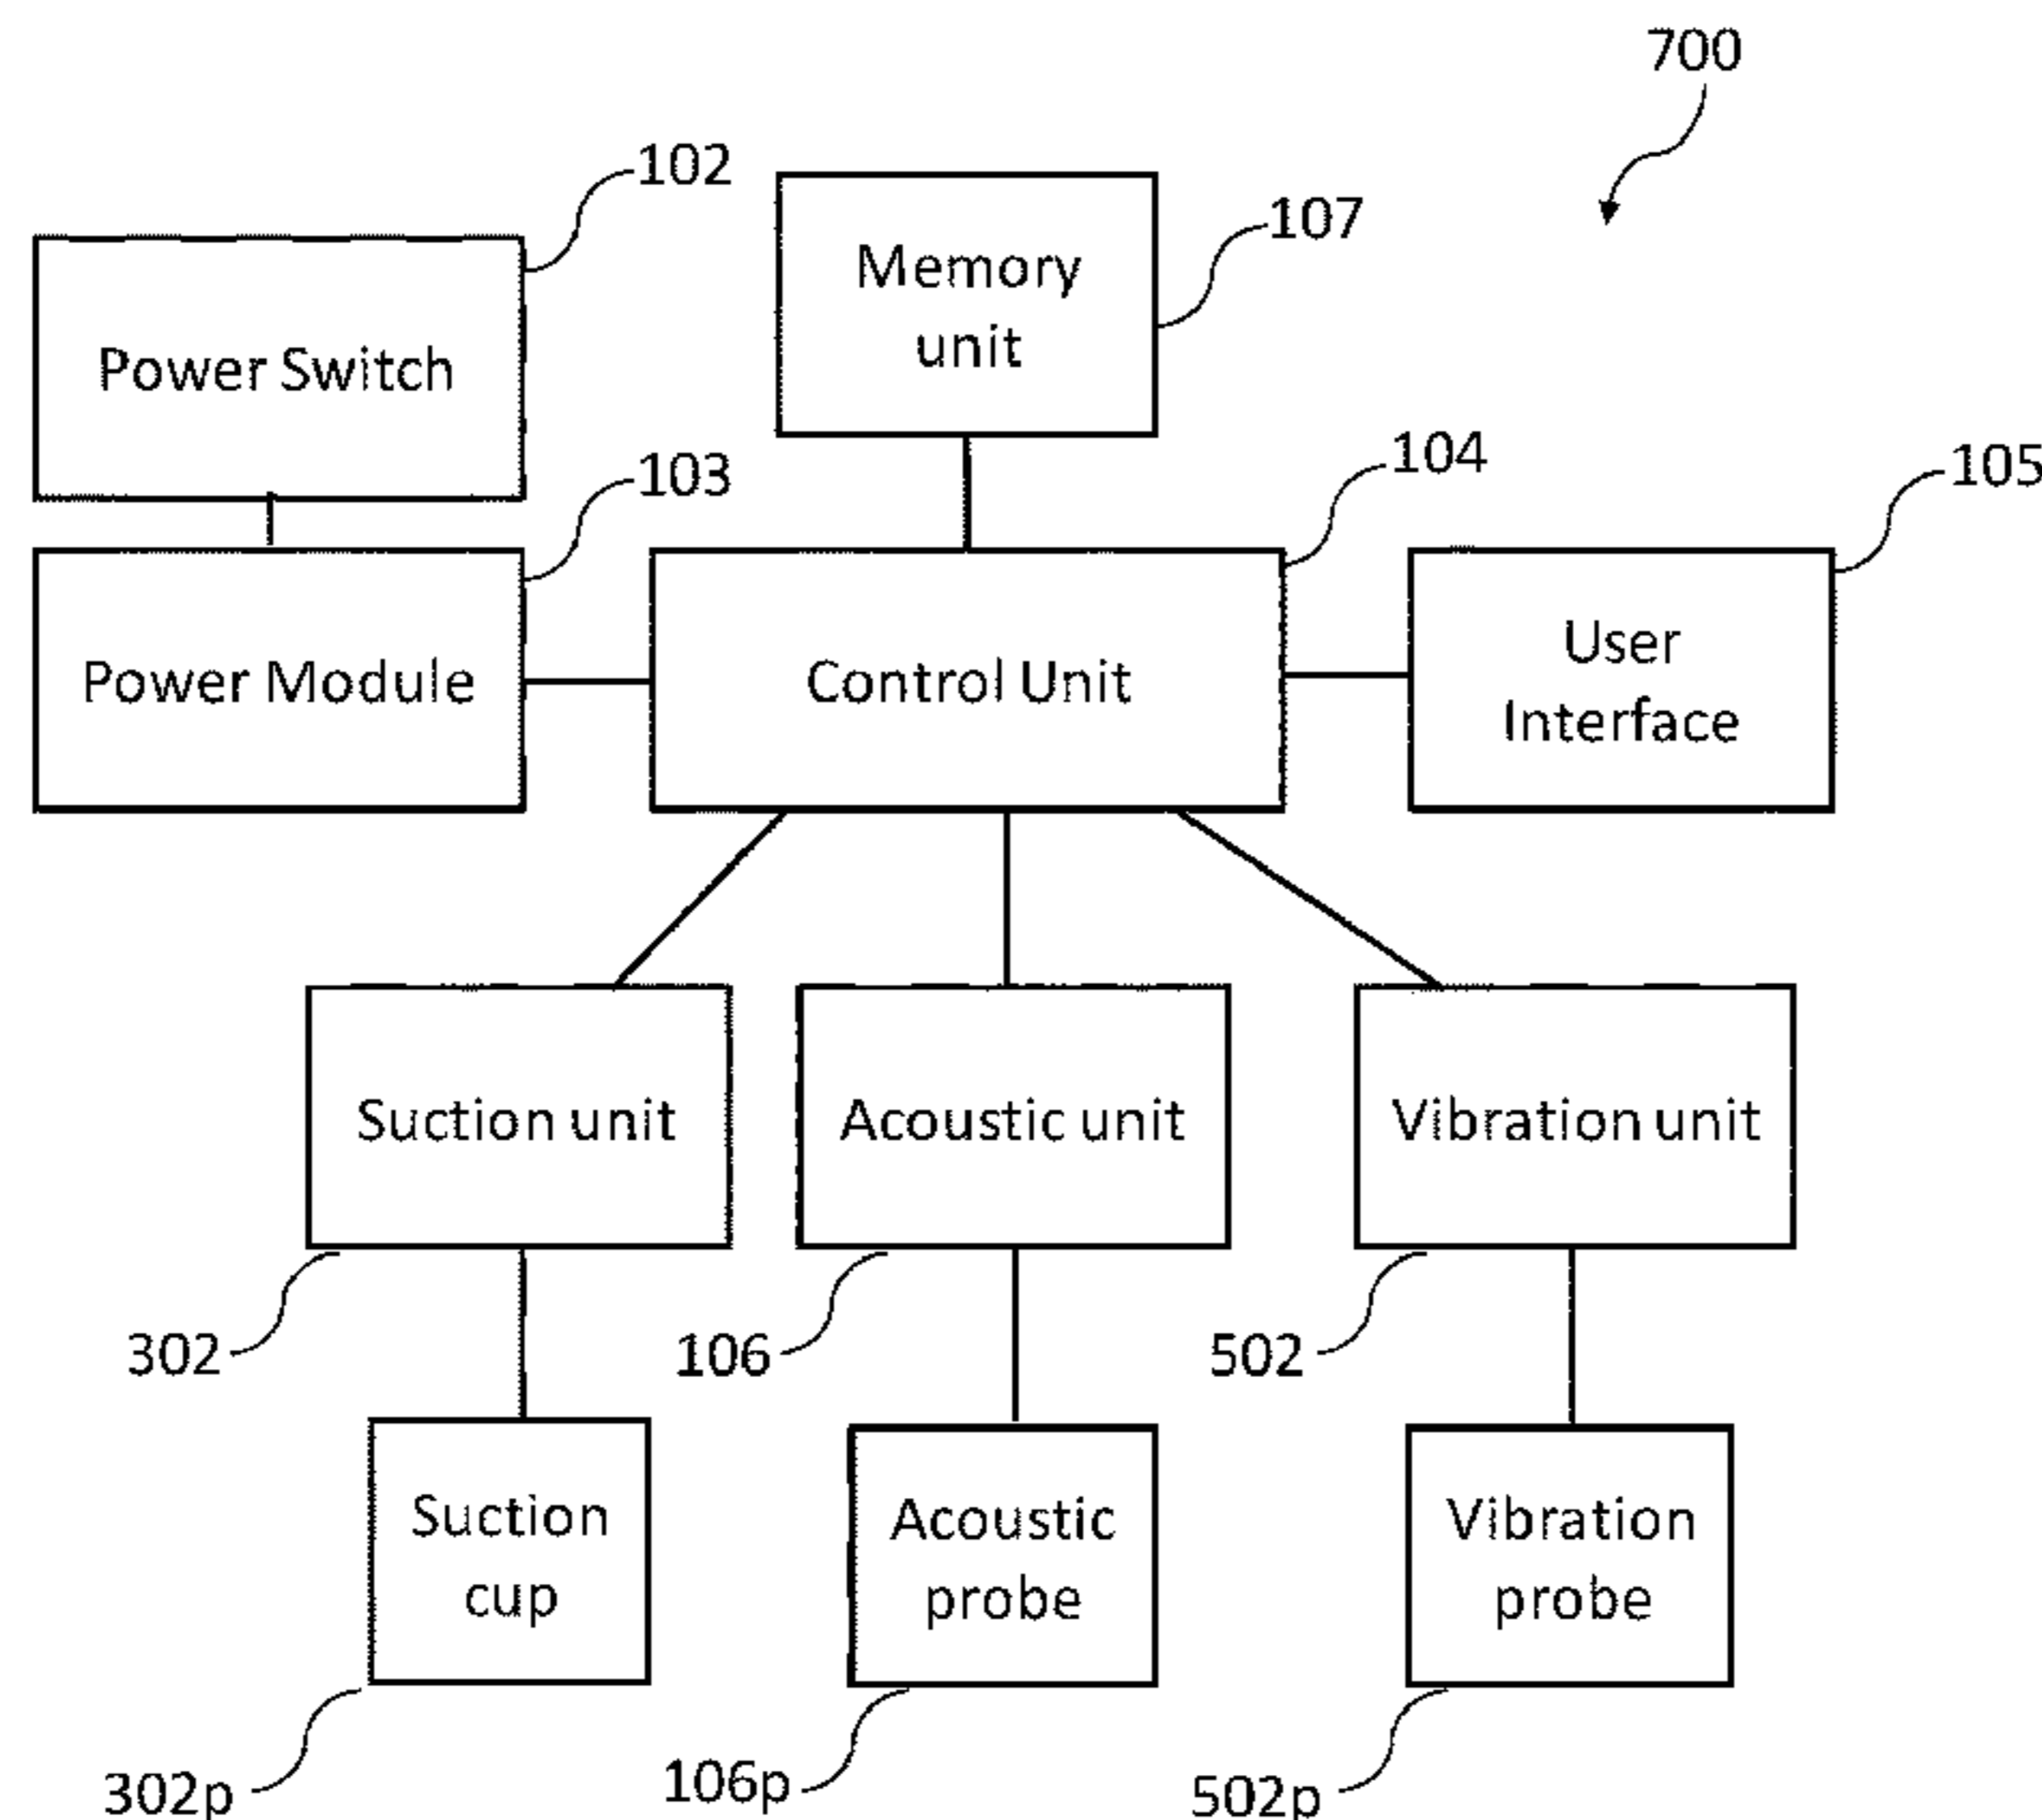 700
102
107
Memory
unit
Power Switch
103
104
105
Power Module
Control Unit
User
Interface
Suction unit
Acoustic unit
Vibration unit
302
106
502
Suction
cup
Acoustic
probe
Vibration
probe
302p
106p
502p